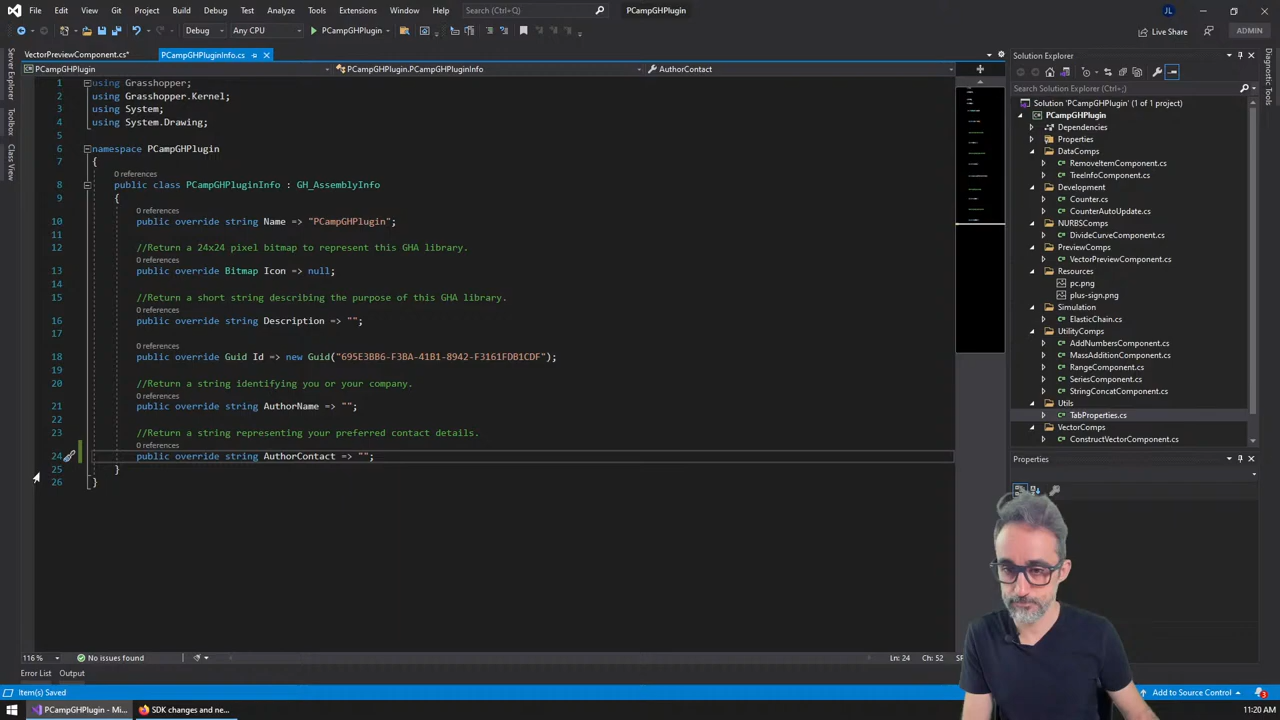 File Edit View Git Project Build Debug Test Analyze Tools Extensions Window Help Search (Ctrl+Q) PCampGHPlugin JL
Debug Any CPU PCampGHPlugin Live Share ADMIN
VectorPreviewComponent.cs* PCampGHPluginInfo.cs Solution Explorer
PCampGHPlugin PCampGHPlugin.PCampGHPluginInfo AuthorContact
Server Explorer
Toolbox
Class View
Diagnostic Tools
1 using Grasshopper;
2 using Grasshopper.Kernel;
3 using System;
4 using System.Drawing;
5
6 namespace PCampGHPlugin
7 {
0 references
8 public class PCampGHPluginInfo : GH_AssemblyInfo
9 {
0 references
10 public override string Name => "PCampGHPlugin";
11
12 //Return a 24x24 pixel bitmap to represent this GHA library.
0 references
13 public override Bitmap Icon => null;
14
15 //Return a short string describing the purpose of this GHA library.
0 references
16 public override string Description => "";
17
0 references
18 public override Guid Id => new Guid("695E3BB6-F3BA-41B1-8942-F3161FDB1CDF");
19
20 //Return a string identifying you or your company.
0 references
21 public override string AuthorName => "";
22
23 //Return a string representing your preferred contact details.
0 references
24 public override string AuthorContact => "";
25 }
26 }
Search Solution Explorer (Ctrl+;)
Solution 'PCampGHPlugin' (1 of 1 project)
PCampGHPlugin
Dependencies
Properties
DataComps
RemoveItemComponent.cs
TreeInfoComponent.cs
Development
Counter.cs
CounterAutoUpdate.cs
NURBSComps
DivideCurveComponent.cs
PreviewComps
VectorPreviewComponent.cs
Resources
pc.png
plus-sign.png
Simulation
ElasticChain.cs
UtilityComps
AddNumbersComponent.cs
MassAdditionComponent.cs
RangeComponent.cs
SeriesComponent.cs
StringConcatComponent.cs
Utils
TabProperties.cs
VectorComps
ConstructVectorComponent.cs
Properties
116 % No issues found Ln: 24 Ch: 52
Error List Output
Item(s) Saved Add to Source Control 3
PCampGHPlugin - Mi... SDK changes and ne... 11:20 AM